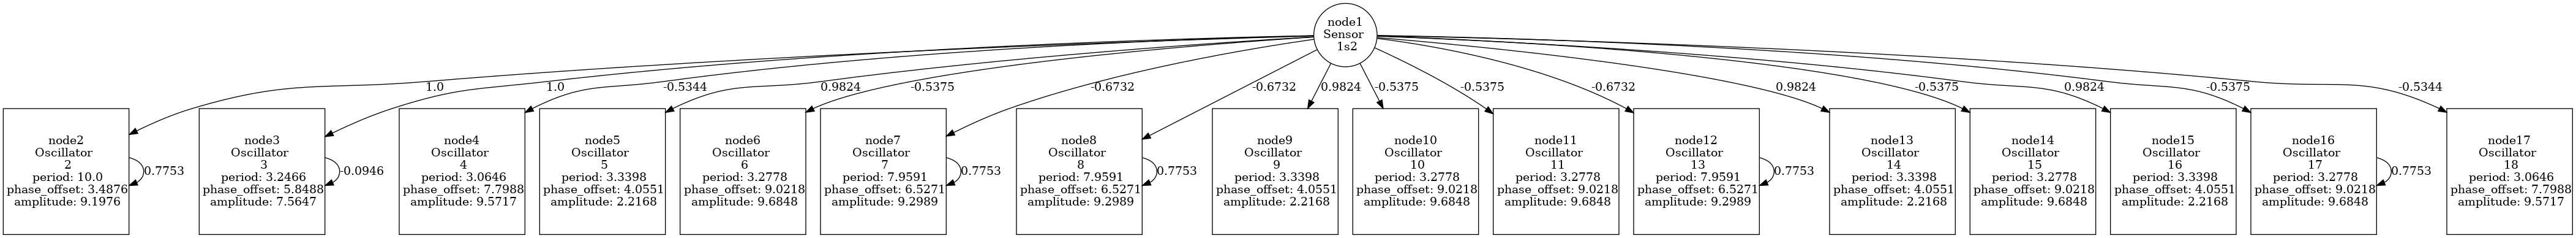 node1
Sensor
1s2
1.0
1.0
-0.5344
0.9824
-0.5375
-0.6732
-0.6732
0.9824
-0.5375
-0.5375
-0.6732
0.9824
-0.5375
0.9824
-0.5375
-0.5344
node2
Oscillator
2
period: 10.0
phase_offset: 3.4876
amplitude: 9.1976
0.7753
node3
Oscillator
3
period: 3.2466
phase_offset: 5.8488
amplitude: 7.5647
-0.0946
node4
Oscillator
4
period: 3.0646
phase_offset: 7.7988
amplitude: 9.5717
node5
Oscillator
5
period: 3.3398
phase_offset: 4.0551
amplitude: 2.2168
node6
Oscillator
6
period: 3.2778
phase_offset: 9.0218
amplitude: 9.6848
node7
Oscillator
7
period: 7.9591
phase_offset: 6.5271
amplitude: 9.2989
0.7753
node8
Oscillator
8
period: 7.9591
phase_offset: 6.5271
amplitude: 9.2989
0.7753
node9
Oscillator
9
period: 3.3398
phase_offset: 4.0551
amplitude: 2.2168
node10
Oscillator
10
period: 3.2778
phase_offset: 9.0218
amplitude: 9.6848
node11
Oscillator
11
period: 3.2778
phase_offset: 9.0218
amplitude: 9.6848
node12
Oscillator
13
period: 7.9591
phase_offset: 6.5271
amplitude: 9.2989
0.7753
node13
Oscillator
14
period: 3.3398
phase_offset: 4.0551
amplitude: 2.2168
node14
Oscillator
15
period: 3.2778
phase_offset: 9.0218
amplitude: 9.6848
node15
Oscillator
16
period: 3.3398
phase_offset: 4.0551
amplitude: 2.2168
node16
Oscillator
17
period: 3.2778
phase_offset: 9.0218
amplitude: 9.6848
0.7753
node17
Oscillator
18
period: 3.0646
phase_offset: 7.7988
amplitude: 9.5717